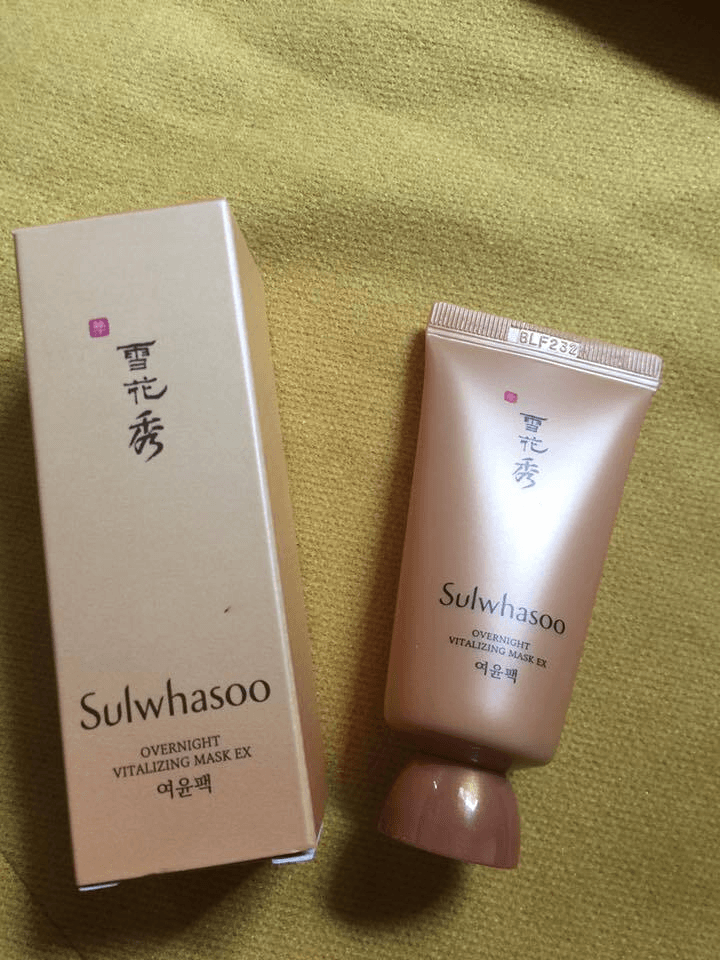 雪花秀
Sulwhasoo
OVERNIGHT
VITALIZING MASK EX
여윤팩
BLF232
雪花秀
Sulwhasoo
OVERNIGHT
VITALIZING MASK EX
여윤팩